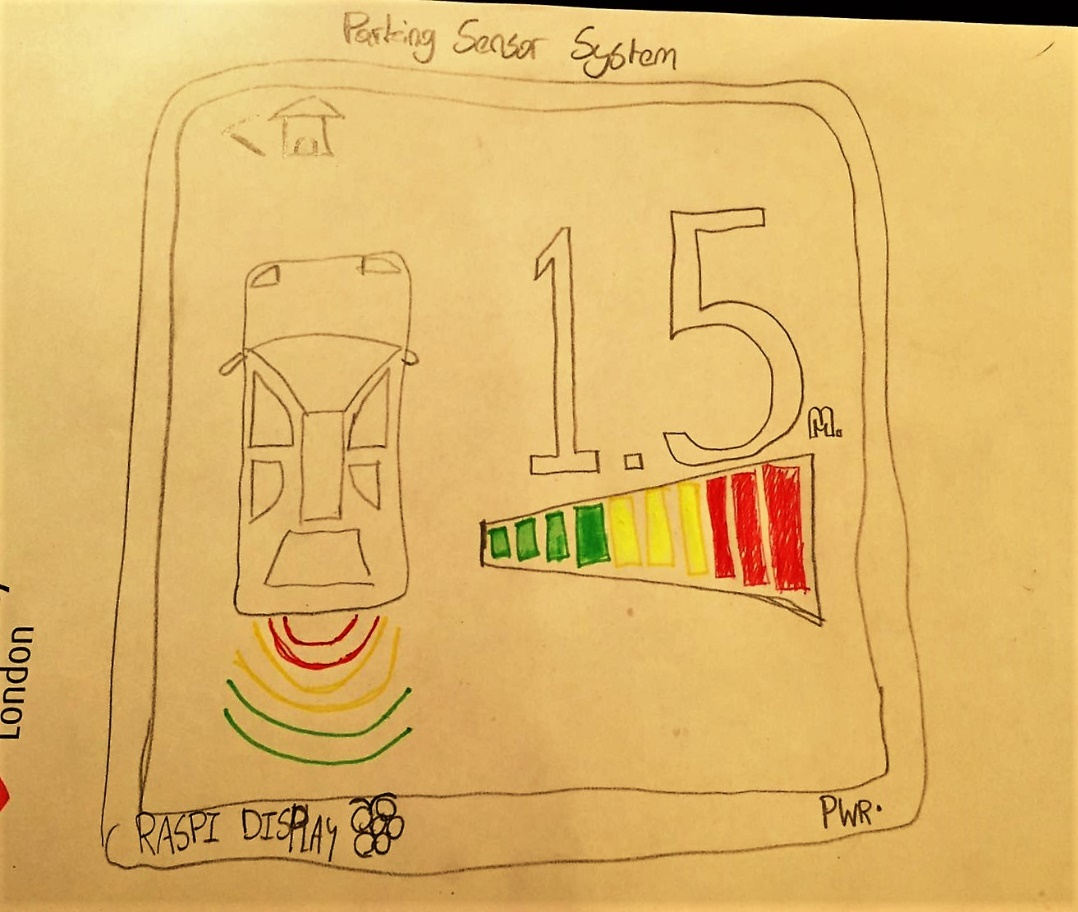 Parking Sensor System
1.5 M.
London
RASPI DISPLAY
PWR.